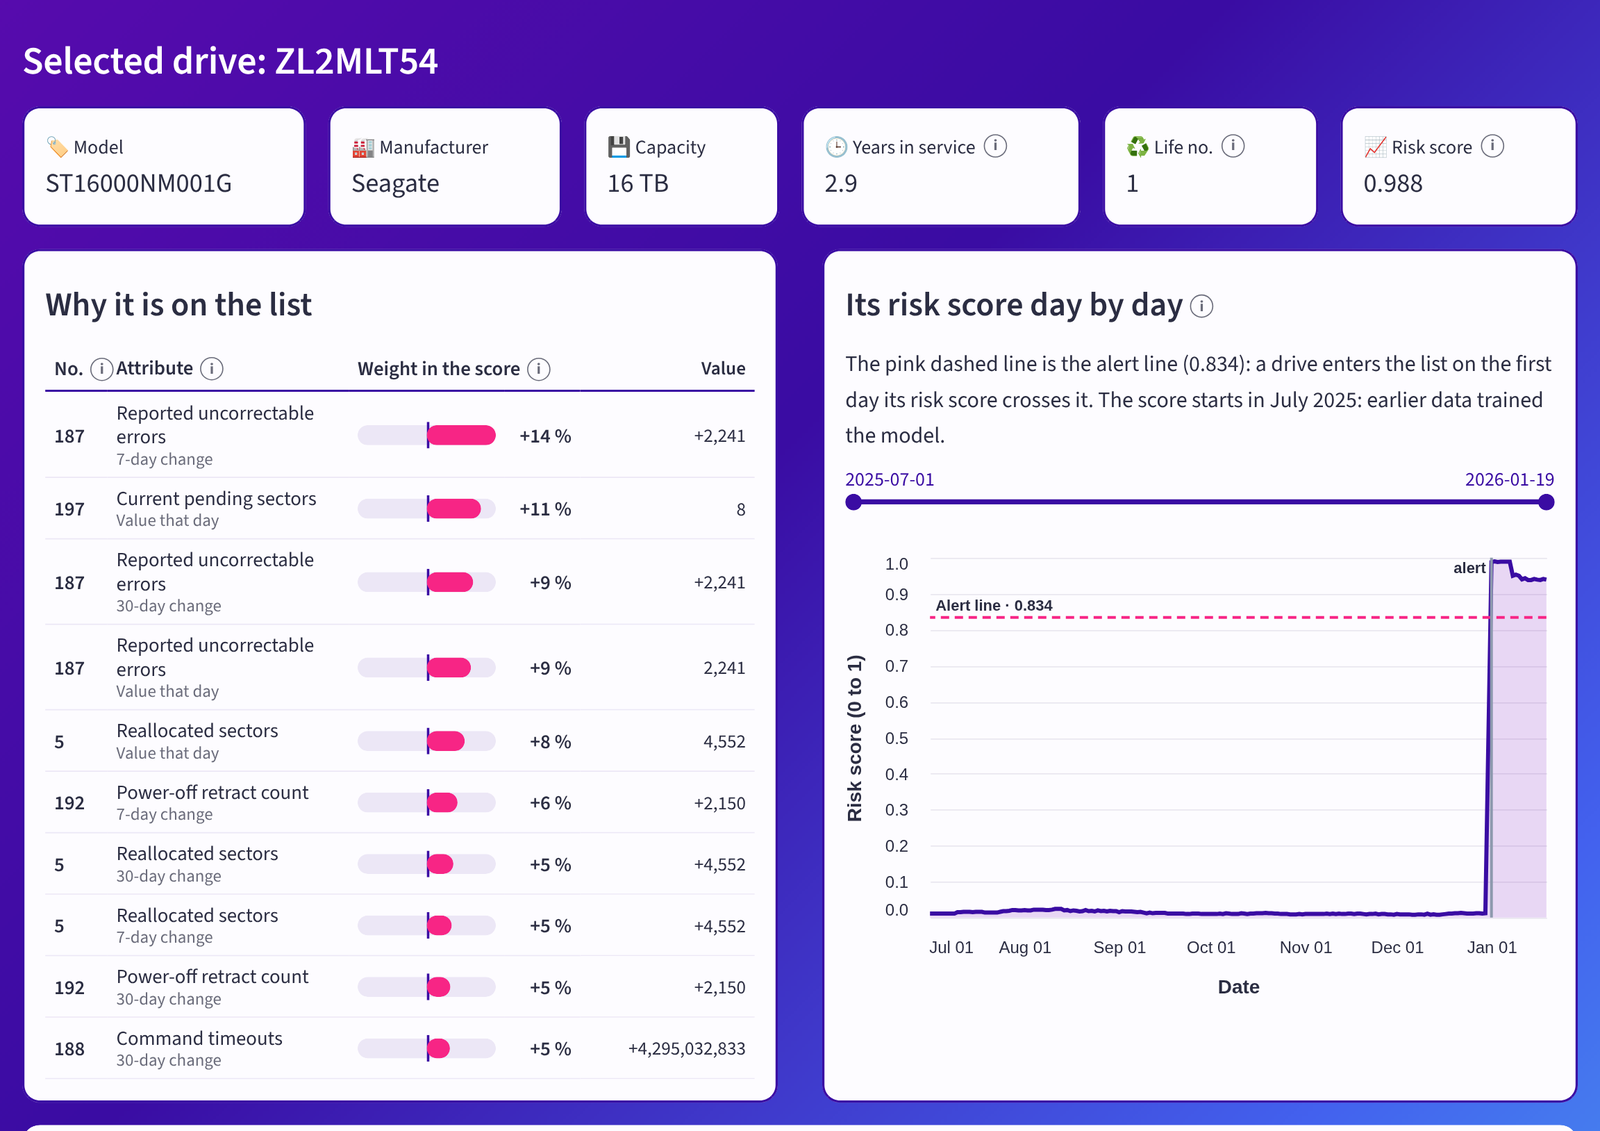 Selected drive: ZL2MLT54
Model
ST16000NM001G
Manufacturer
Seagate
Capacity
16 TB
Years in service
2.9
Life no.
1
Risk score
0.988
Why it is on the list
No. Attribute Weight in the score Value
187 Reported uncorrectable
errors
7-day change
+14 % +2,241
197 Current pending sectors
Value that day
+11 % 8
187 Reported uncorrectable
errors
30-day change
+9 % +2,241
187 Reported uncorrectable
errors
Value that day
+9 % 2,241
5 Reallocated sectors
Value that day
+8 % 4,552
192 Power-off retract count
7-day change
+6 % +2,150
5 Reallocated sectors
30-day change
+5 % +4,552
5 Reallocated sectors
7-day change
+5 % +4,552
192 Power-off retract count
30-day change
+5 % +2,150
188 Command timeouts
30-day change
+5 % +4,295,032,833
Its risk score day by day
The pink dashed line is the alert line (0.834): a drive enters the list on the first
day its risk score crosses it. The score starts in July 2025: earlier data trained
the model.
2025-07-01 2026-01-19
Risk score (0 to 1)
1.0
0.9
0.8
0.7
0.6
0.5
0.4
0.3
0.2
0.1
0.0
alert
Alert line · 0.834
Jul 01 Aug 01 Sep 01 Oct 01 Nov 01 Dec 01 Jan 01
Date